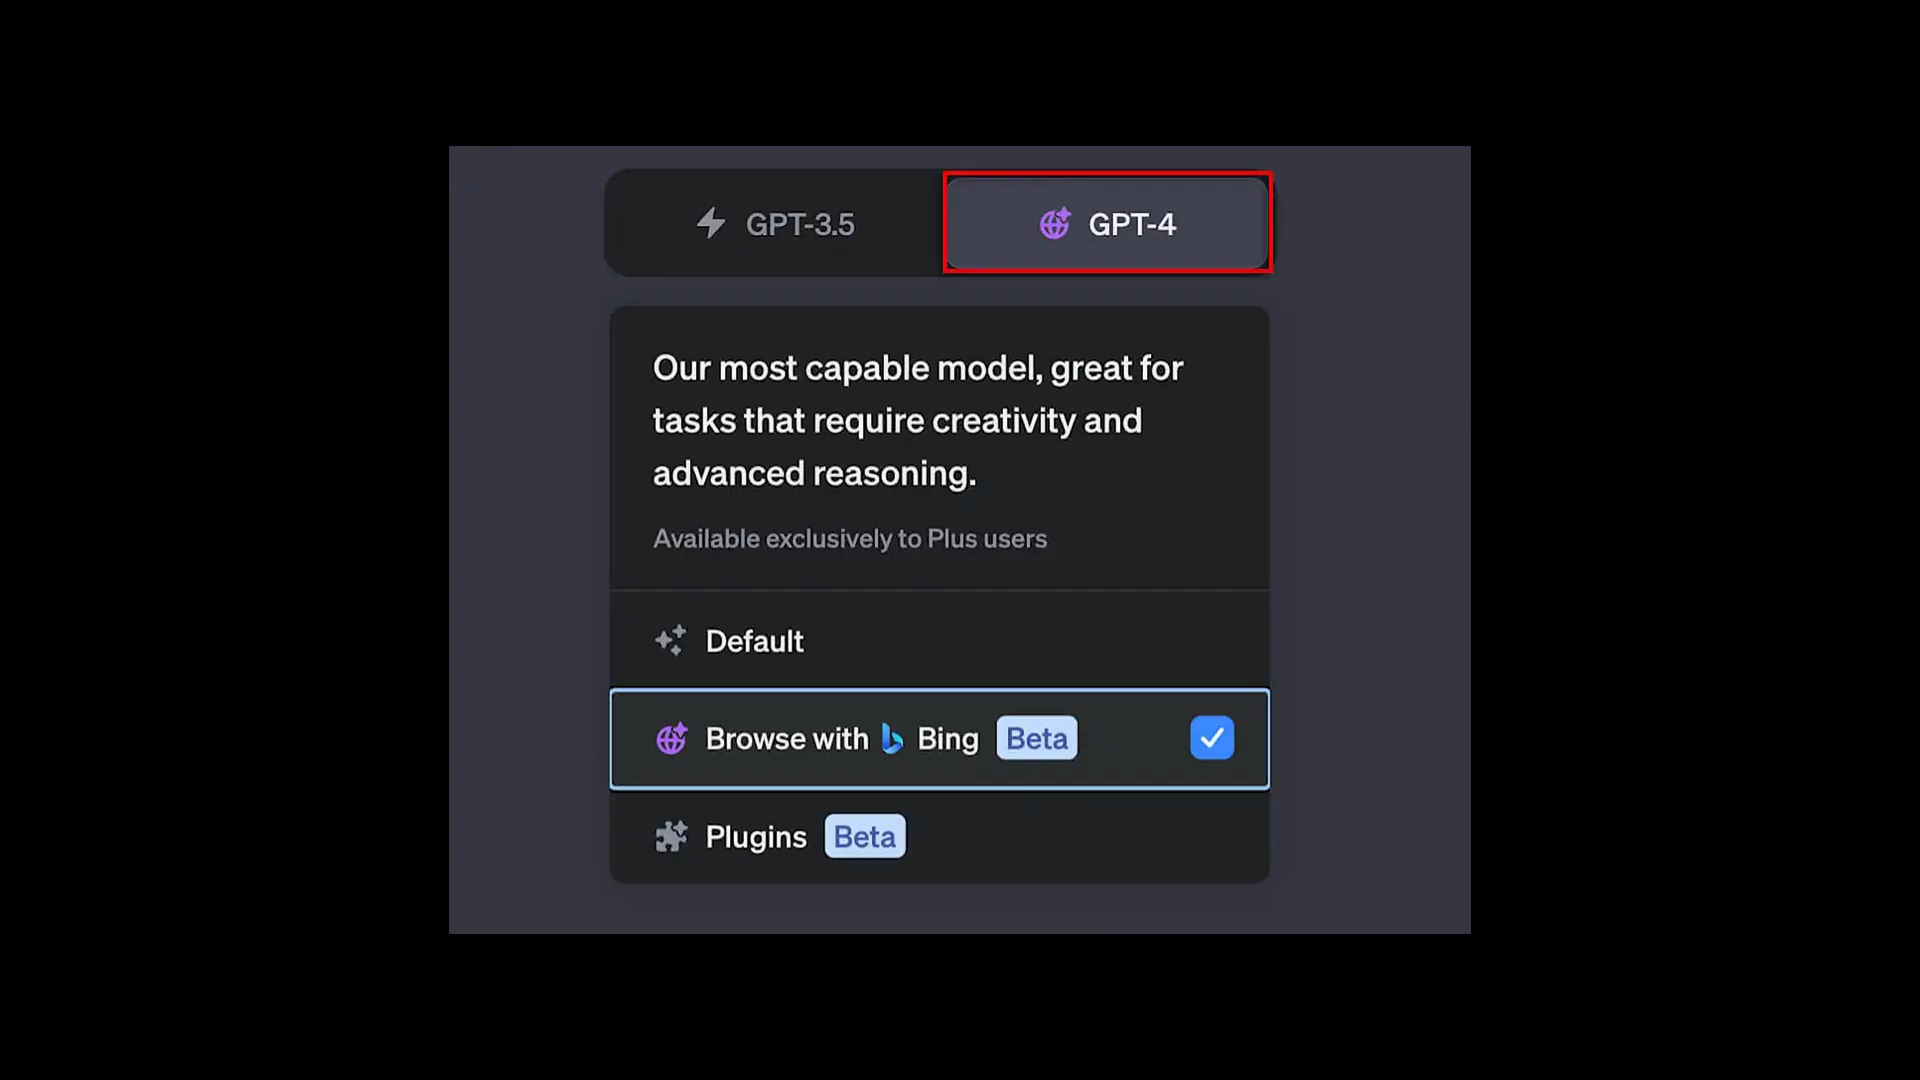 GPT-3.5
GPT-4
Our most capable model, great for
tasks that require creativity and
advanced reasoning.
Available exclusively to Plus users
Default
Browse with Bing Beta
Plugins Beta